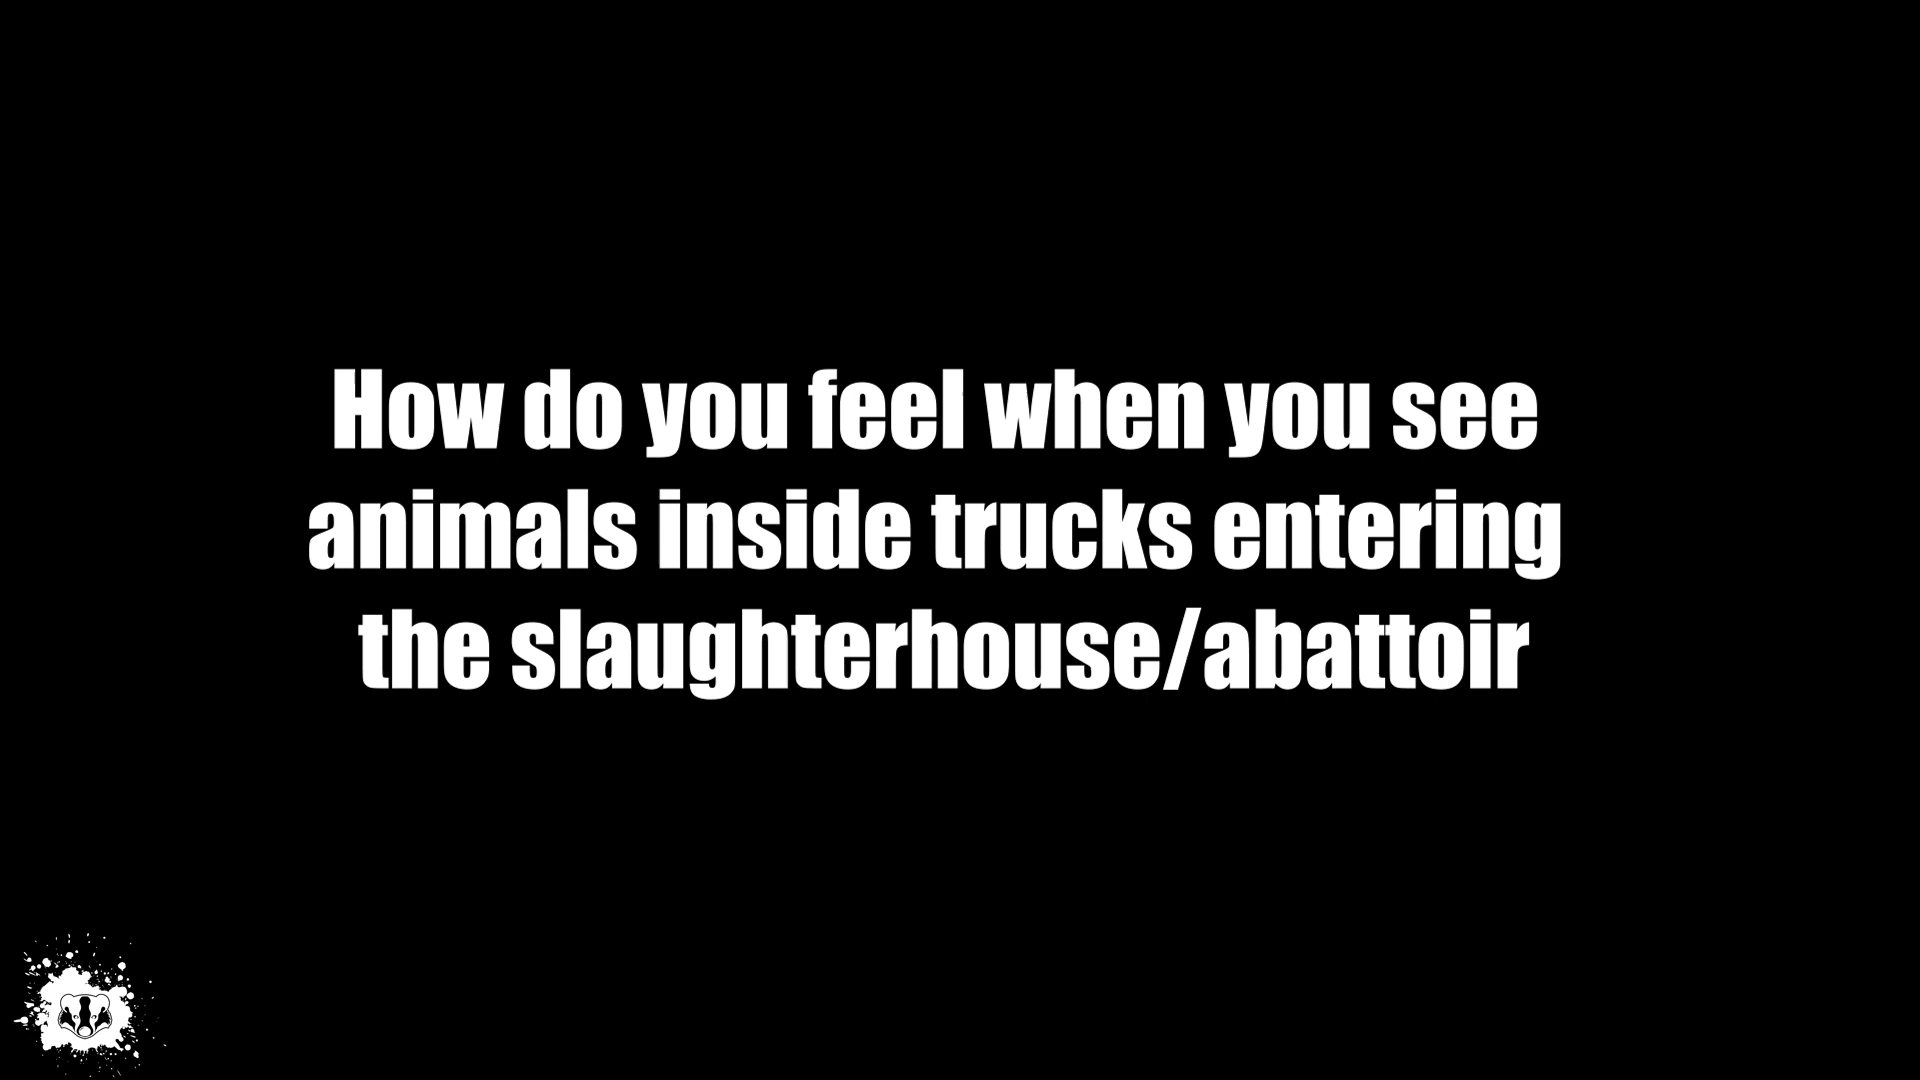 How do you feel when you see
animals inside trucks entering
the slaughterhouse/abattoir